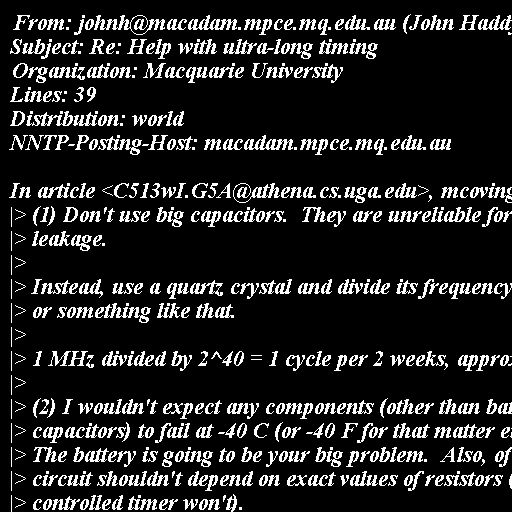 From: johnh@macadam.mpce.mq.edu.au (John Hadd
Subject: Re: Help with ultra-long timing
Organization: Macquarie University
Lines: 39
Distribution: world
NNTP-Posting-Host: macadam.mpce.mq.edu.au
In article <C513wI.G5A@athena.cs.uga.edu>, mcoving
|> (1) Don't use big capacitors.  They are unreliable for
|> leakage.
|>
|> Instead, use a quartz crystal and divide its frequency
|> or something like that.
|>
|> 1 MHz divided by 2^40 = 1 cycle per 2 weeks, approx
|>
|> (2) I wouldn't expect any components (other than bat
|> capacitors) to fail at -40 C (or -40 F for that matter e
|> The battery is going to be your big problem.  Also, of
|> circuit shouldn't depend on exact values of resistors (
|> controlled timer won't).